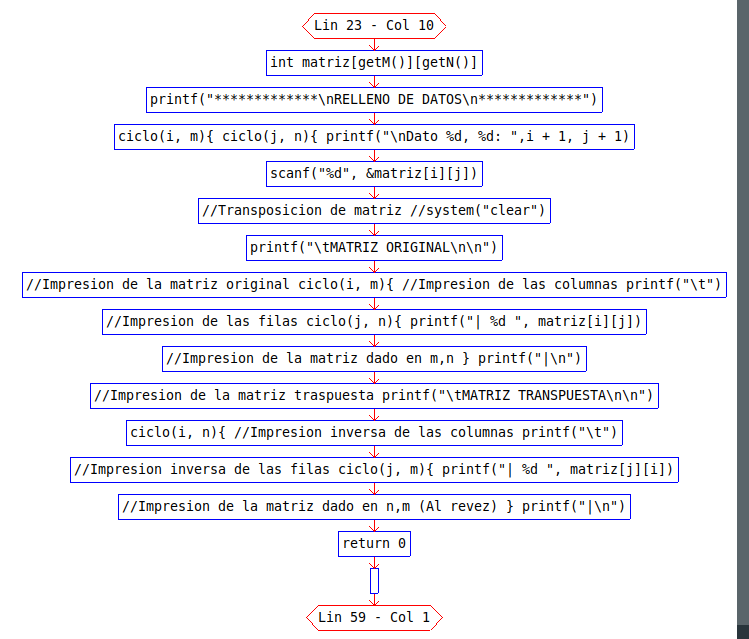 Lin 23 - Col 10
int matriz[getM()][getN()]
printf("*************\nRELLENO DE DATOS\n*************")
ciclo(i, m){ ciclo(j, n){ printf("\nDato %d, %d: ",i + 1, j + 1)
scanf("%d", &matriz[i][j])
//Transposicion de matriz //system("clear")
printf("\tMATRIZ ORIGINAL\n\n")
//Impresion de la matriz original ciclo(i, m){ //Impresion de las columnas printf("\t")
//Impresion de las filas ciclo(j, n){ printf("| %d ", matriz[i][j])
//Impresion de la matriz dado en m,n } printf("|\n")
//Impresion de la matriz traspuesta printf("\tMATRIZ TRANSPUESTA\n\n")
ciclo(i, n){ //Impresion inversa de las columnas printf("\t")
//Impresion inversa de las filas ciclo(j, m){ printf("| %d ", matriz[j][i])
//Impresion de la matriz dado en n,m (Al revez) } printf("|\n")
return 0
Lin 59 - Col 1